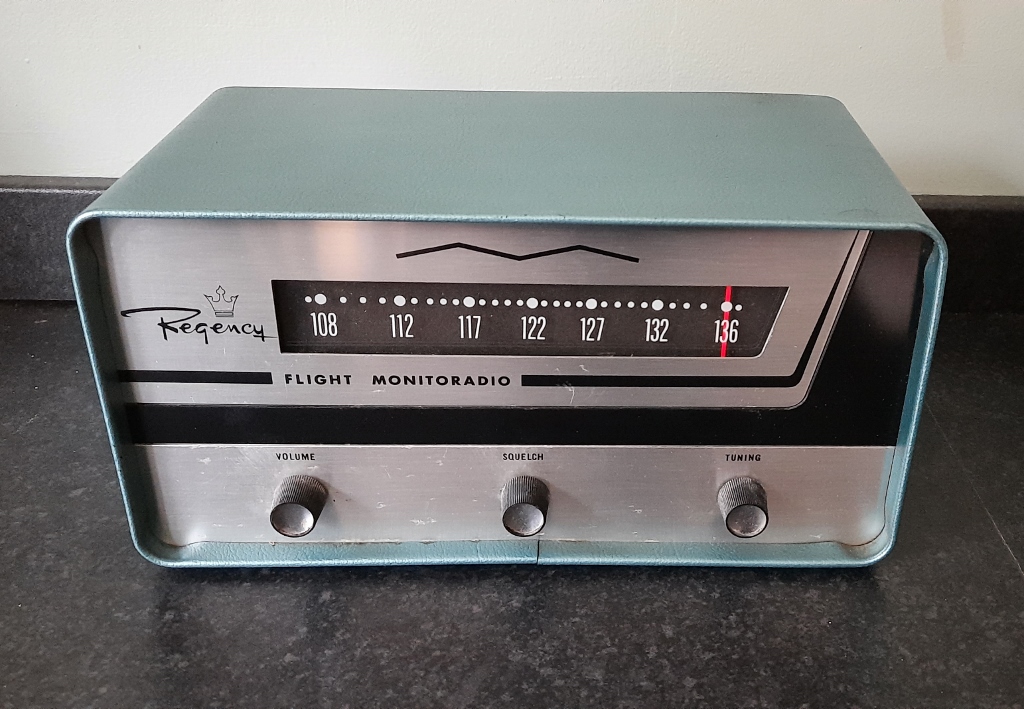 Regency
108 112 117 122 127 132 136
FLIGHT MONITORADIO
VOLUME SQUELCH TUNING